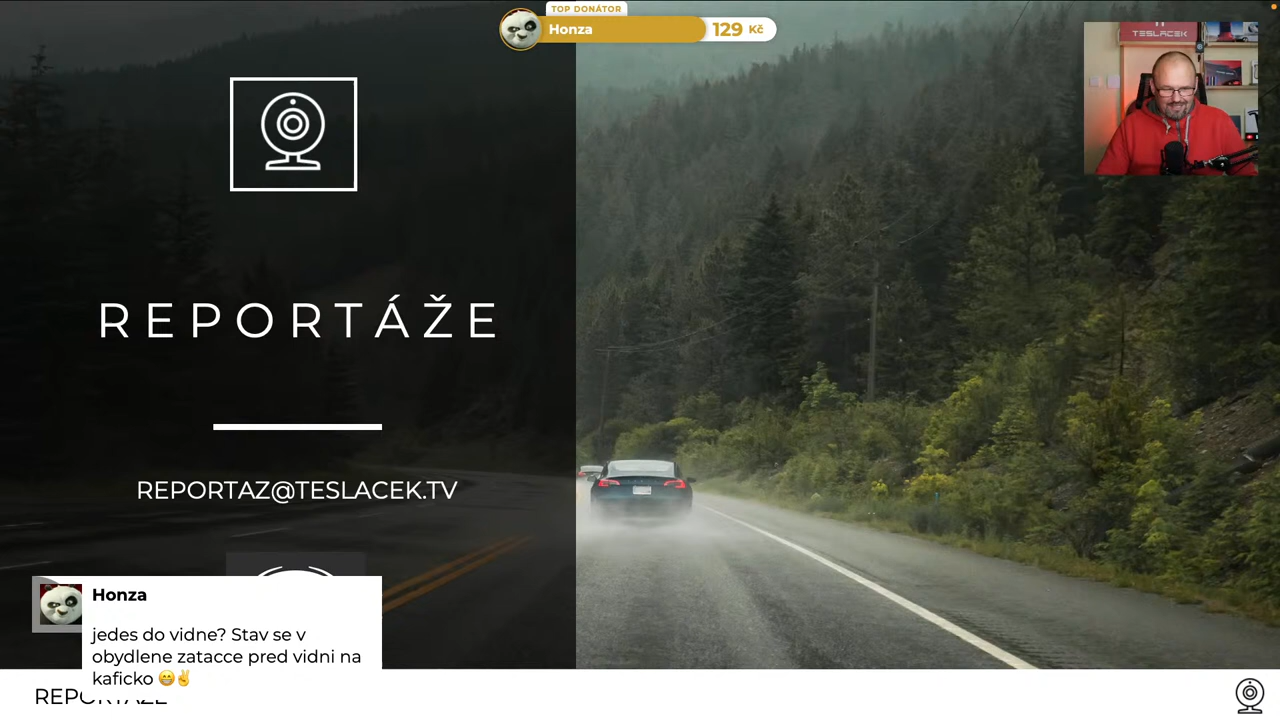 TOP DONÁTOR
Honza
129 Kč
TESLACEK
REPORTÁŽE
REPORTAZ@TESLACEK.TV
Honza
jedes do vidne? Stav se v
obydlene zatacce pred vidni na
kaficko 😁✌️
REPORTÁŽE